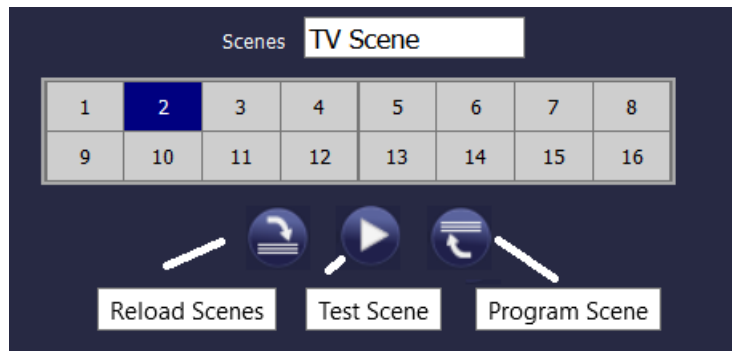 Scenes TV Scene
1 2 3 4 5 6 7 8
9 10 11 12 13 14 15 16
Reload Scenes Test Scene Program Scene